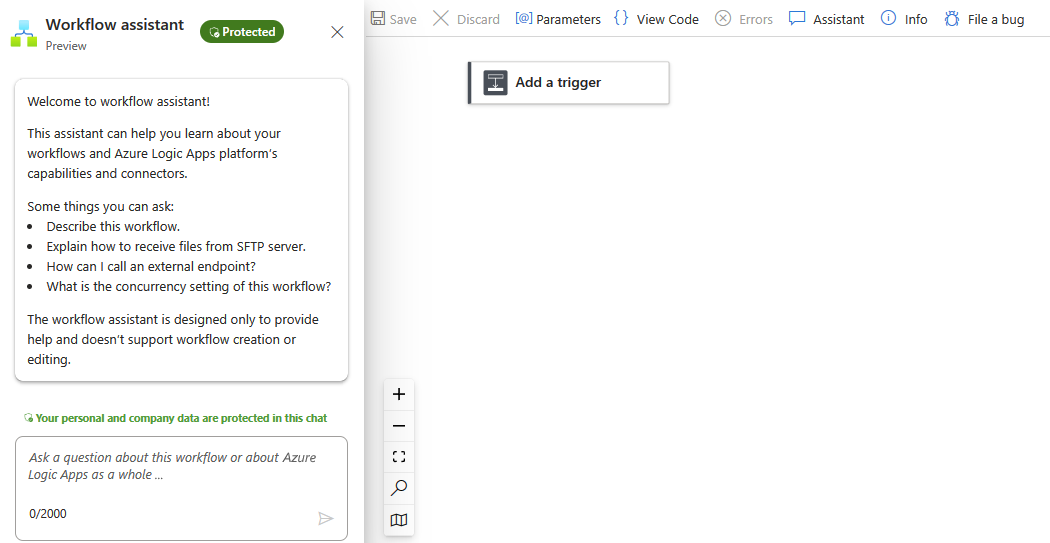 Workflow assistant
Preview
Protected
Welcome to workflow assistant!
This assistant can help you learn about your
workflows and Azure Logic Apps platform's
capabilities and connectors.
Some things you can ask:
• Describe this workflow.
• Explain how to receive files from SFTP server.
• How can I call an external endpoint?
• What is the concurrency setting of this workflow?
The workflow assistant is designed only to provide
help and doesn't support workflow creation or
editing.
Your personal and company data are protected in this chat
Ask a question about this workflow or about Azure
Logic Apps as a whole ...
0/2000
Save Discard [@] Parameters {} View Code Errors Assistant Info File a bug
Add a trigger